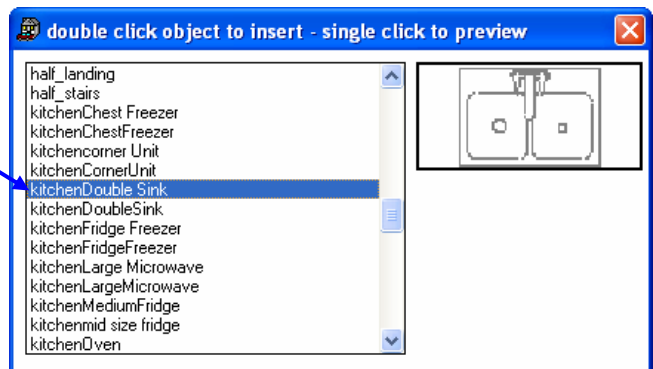 double click object to insert - single click to preview
half_landing
half_stairs
kitchenChest Freezer
kitchenChestFreezer
kitchencorner Unit
kitchenCornerUnit
kitchenDouble Sink
kitchenDoubleSink
kitchenFridge Freezer
kitchenFridgeFreezer
kitchenLarge Microwave
kitchenLargeMicrowave
kitchenMediumFridge
kitchenmid size fridge
kitchenOven